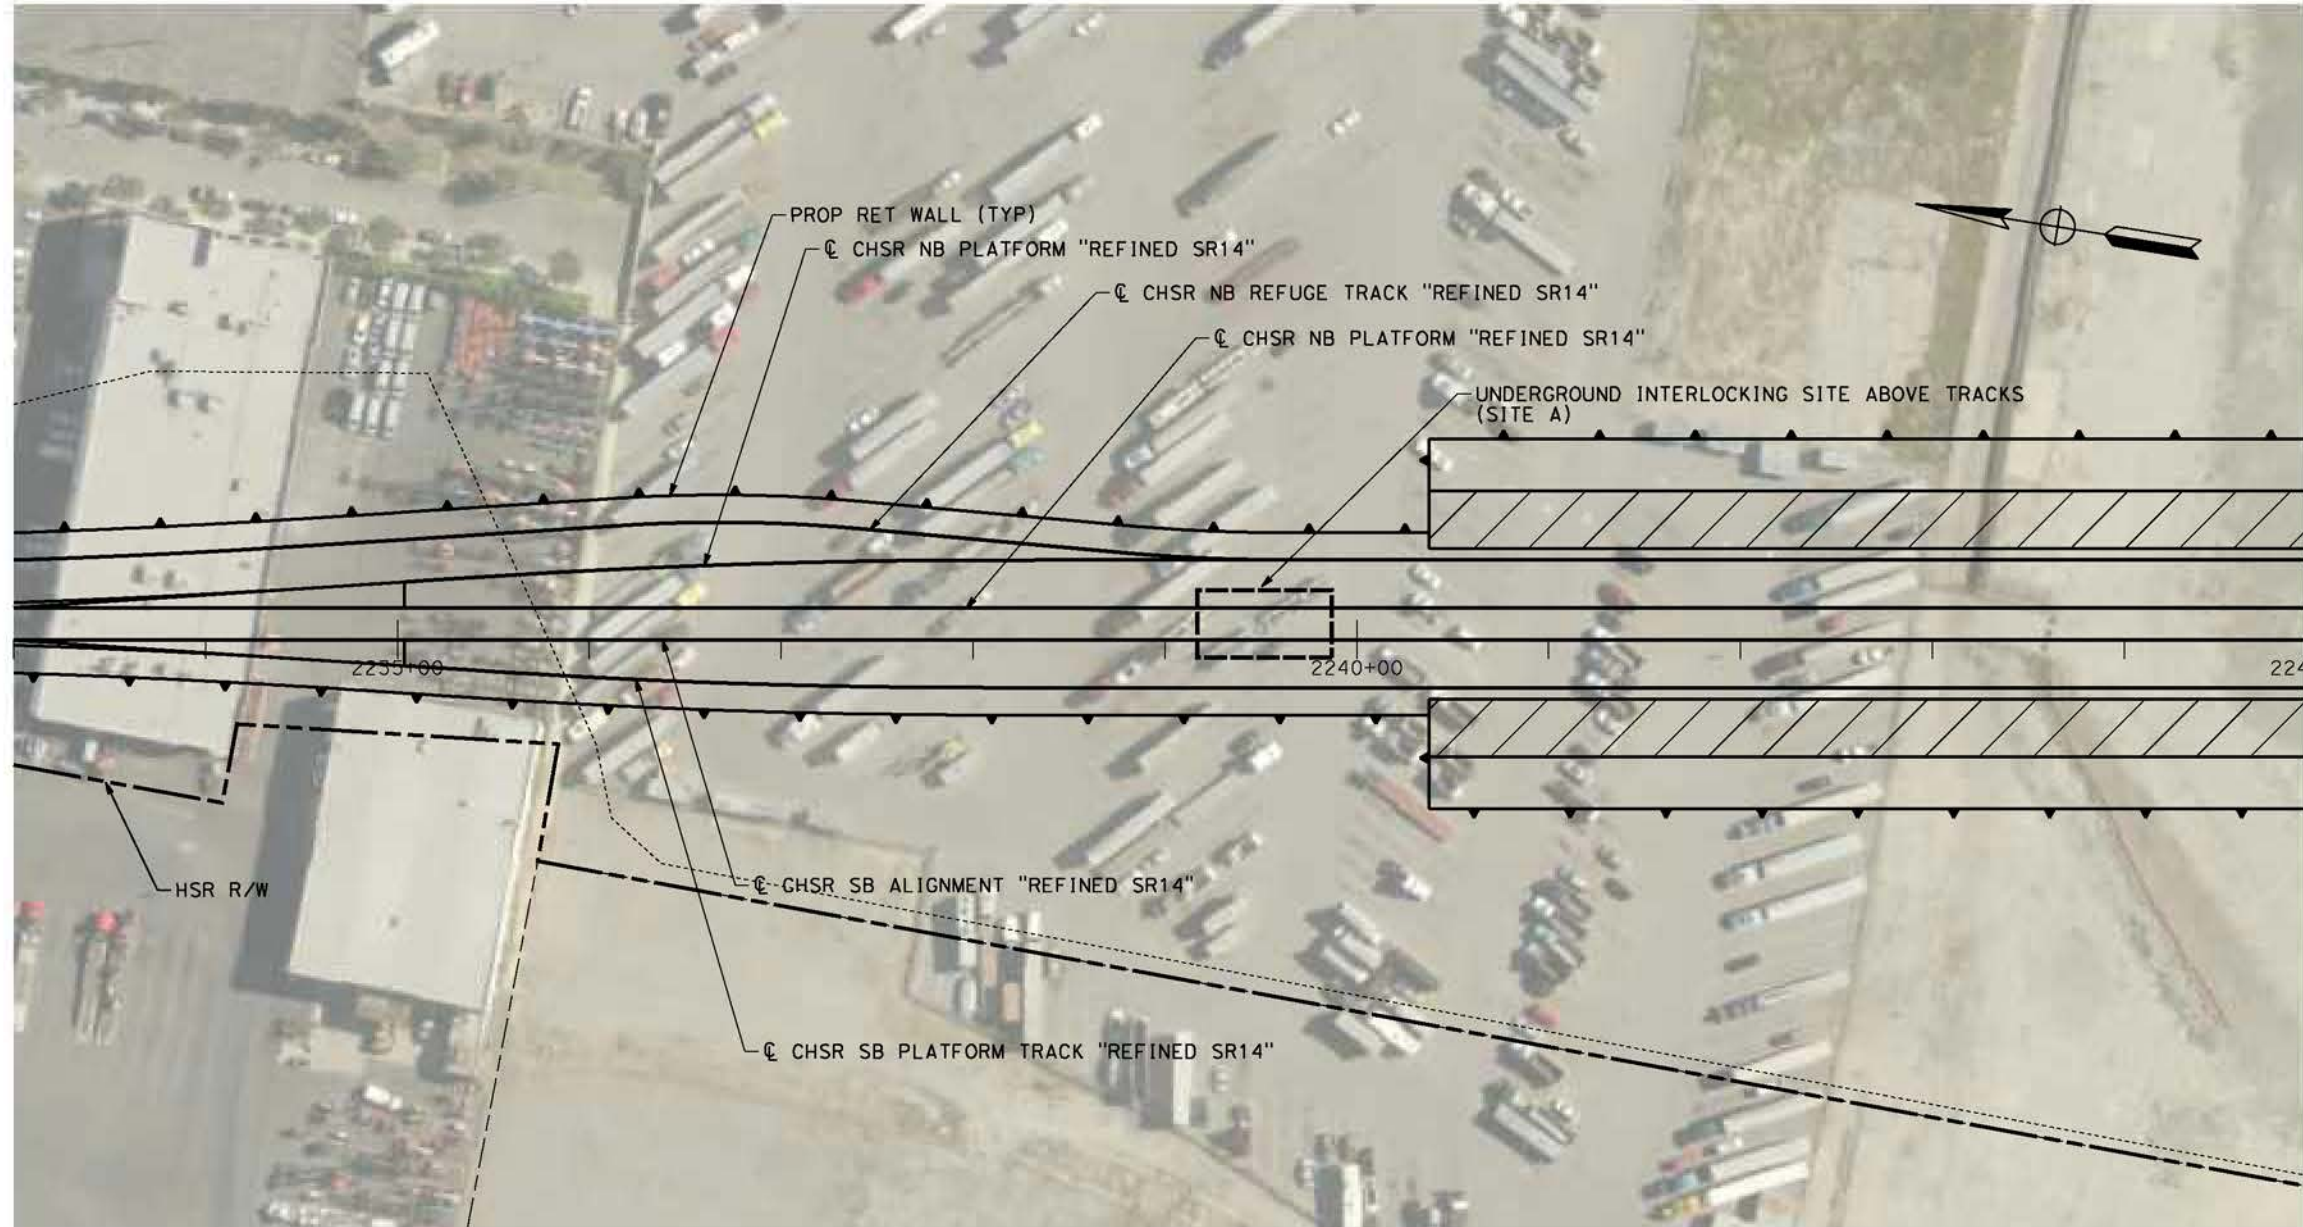 PROP RET WALL (TYP)
℄ CHSR NB PLATFORM "REFINED SR14"
℄ CHSR NB REFUGE TRACK "REFINED SR14"
℄ CHSR NB PLATFORM "REFINED SR14"
UNDERGROUND INTERLOCKING SITE ABOVE TRACKS
(SITE A)
2235+00
2240+00
224
HSR R/W
℄ CHSR SB ALIGNMENT "REFINED SR14"
℄ CHSR SB PLATFORM TRACK "REFINED SR14"